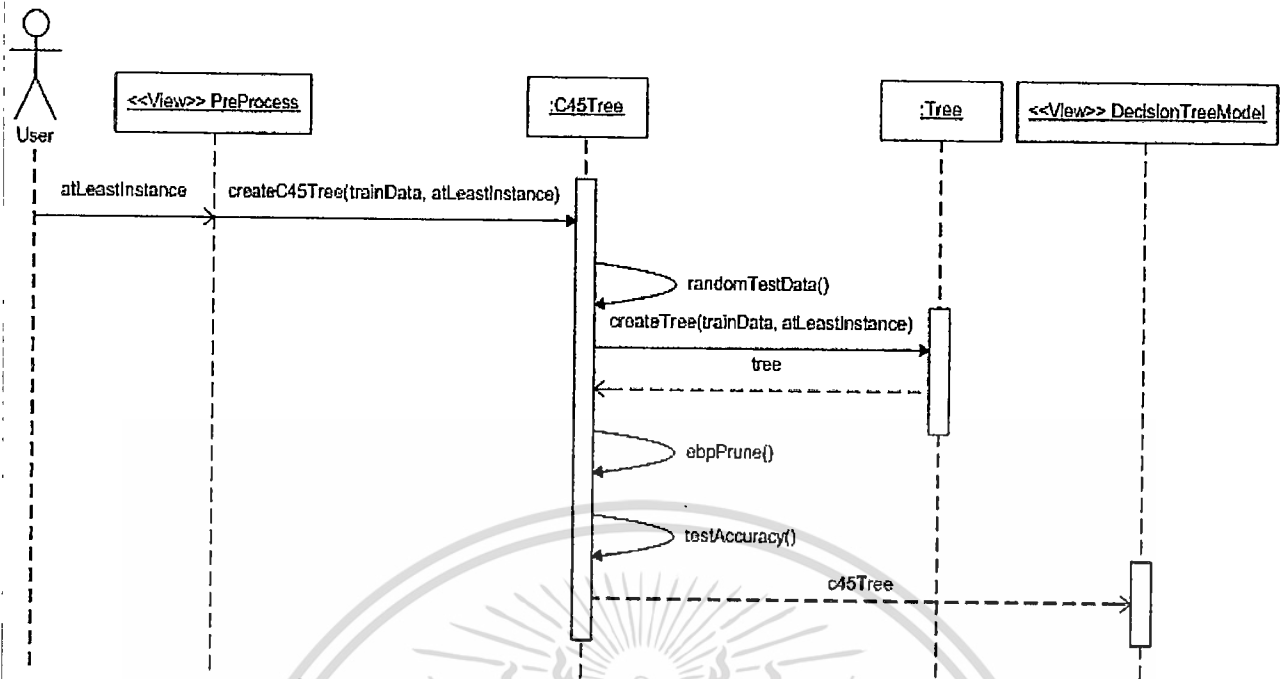 User
<<View>> PreProcess
:C45Tree
:Tree
<<View>> DecisionTreeModel
atLeastInstance
createC45Tree(trainData, atLeastInstance)
randomTestData()
createTree(trainData, atLeastInstance)
tree
ebpPrune()
testAccuracy()
c45Tree